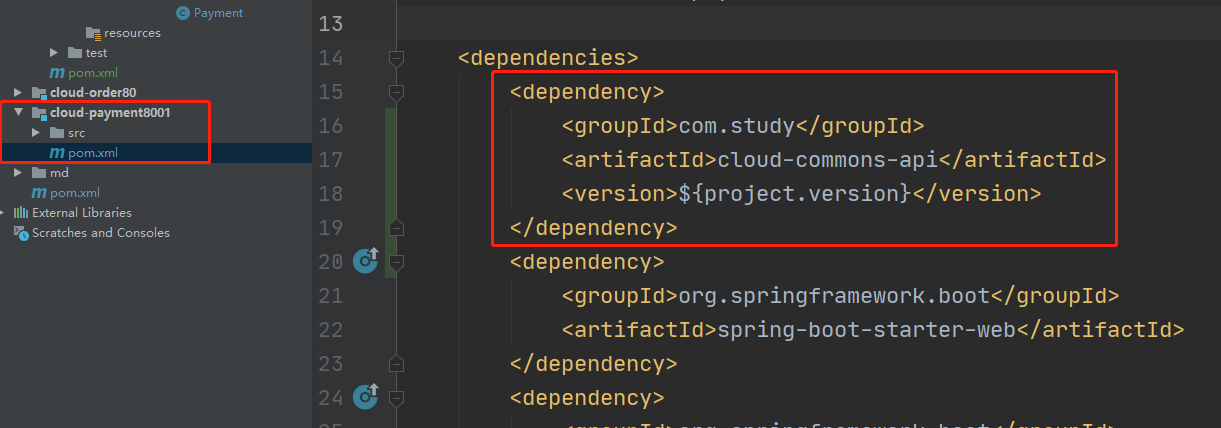 Payment
resources
test
pom.xml
cloud-order80
cloud-payment8001
src
pom.xml
md
pom.xml
External Libraries
Scratches and Consoles
13
14 <dependencies>
15 <dependency>
16 <groupId>com.study</groupId>
17 <artifactId>cloud-commons-api</artifactId>
18 <version>${project.version}</version>
19 </dependency>
20 <dependency>
21 <groupId>org.springframework.boot</groupId>
22 <artifactId>spring-boot-starter-web</artifactId>
23 </dependency>
24 <dependency>